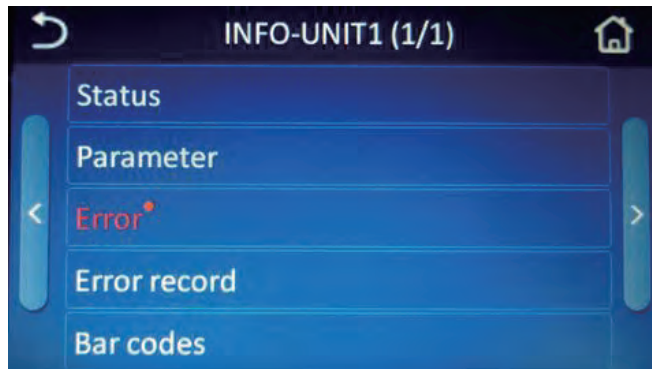 INFO-UNIT1 (1/1)
Status
Parameter
Error
Error record
Bar codes